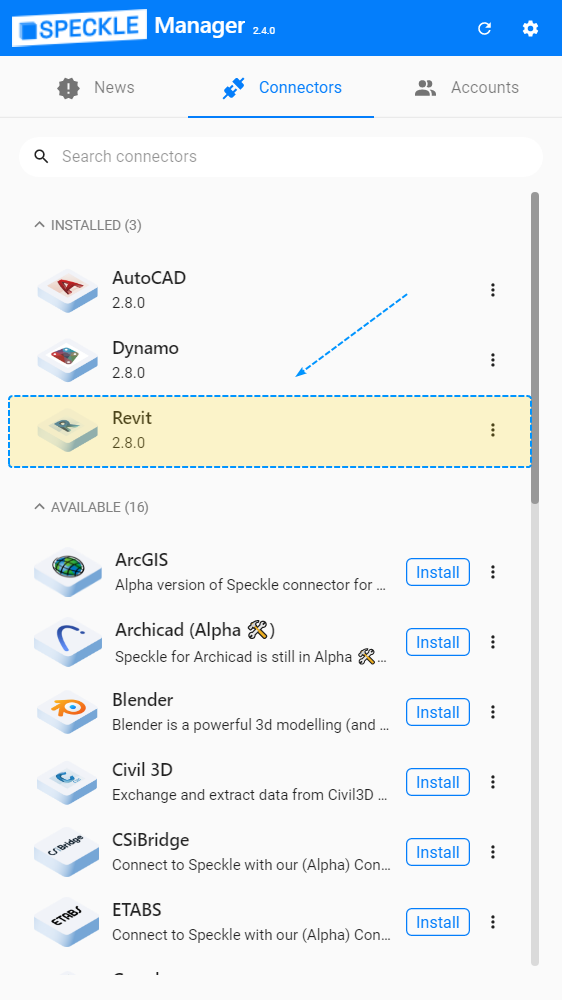 SPECKLE Manager 2.4.0
News
Connectors
Accounts
Search connectors
INSTALLED (3)
AutoCAD
2.8.0
Dynamo
2.8.0
Revit
2.8.0
AVAILABLE (16)
ArcGIS
Alpha version of Speckle connector for ...
Install
Archicad (Alpha 🛠)
Speckle for Archicad is still in Alpha 🛠...
Install
Blender
Blender is a powerful 3d modelling (and ...
Install
Civil 3D
Exchange and extract data from Civil3D ...
Install
CSiBridge
CSiBridge
Connect to Speckle with our (Alpha) Con...
Install
ETABS
ETABS
Connect to Speckle with our (Alpha) Con...
Install